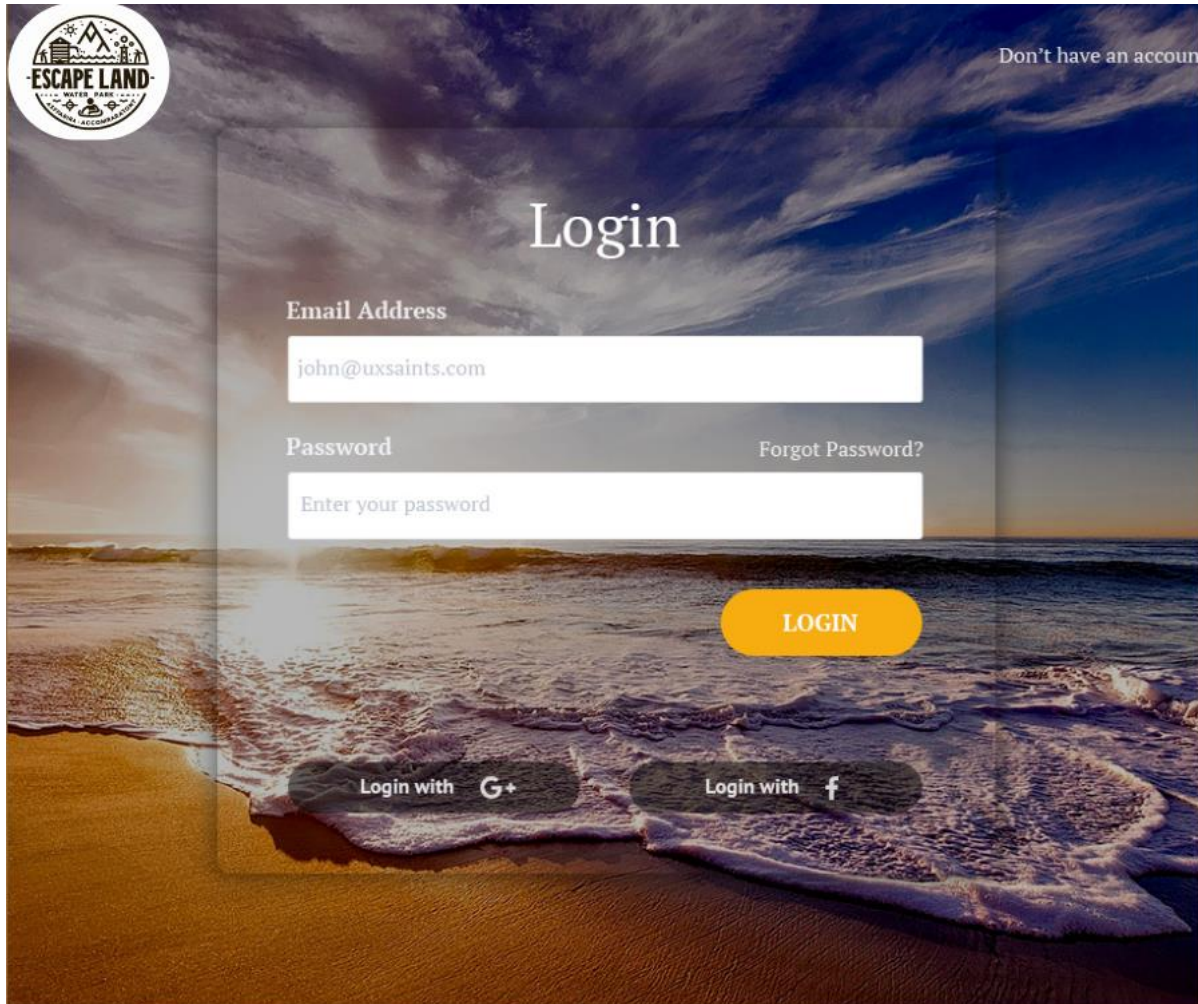 ESCAPE LAND
WATER PARK
Don't have an accoun
Login
Email Address
john@uxsaints.com
Password
Forgot Password?
Enter your password
LOGIN
Login with G+
Login with f